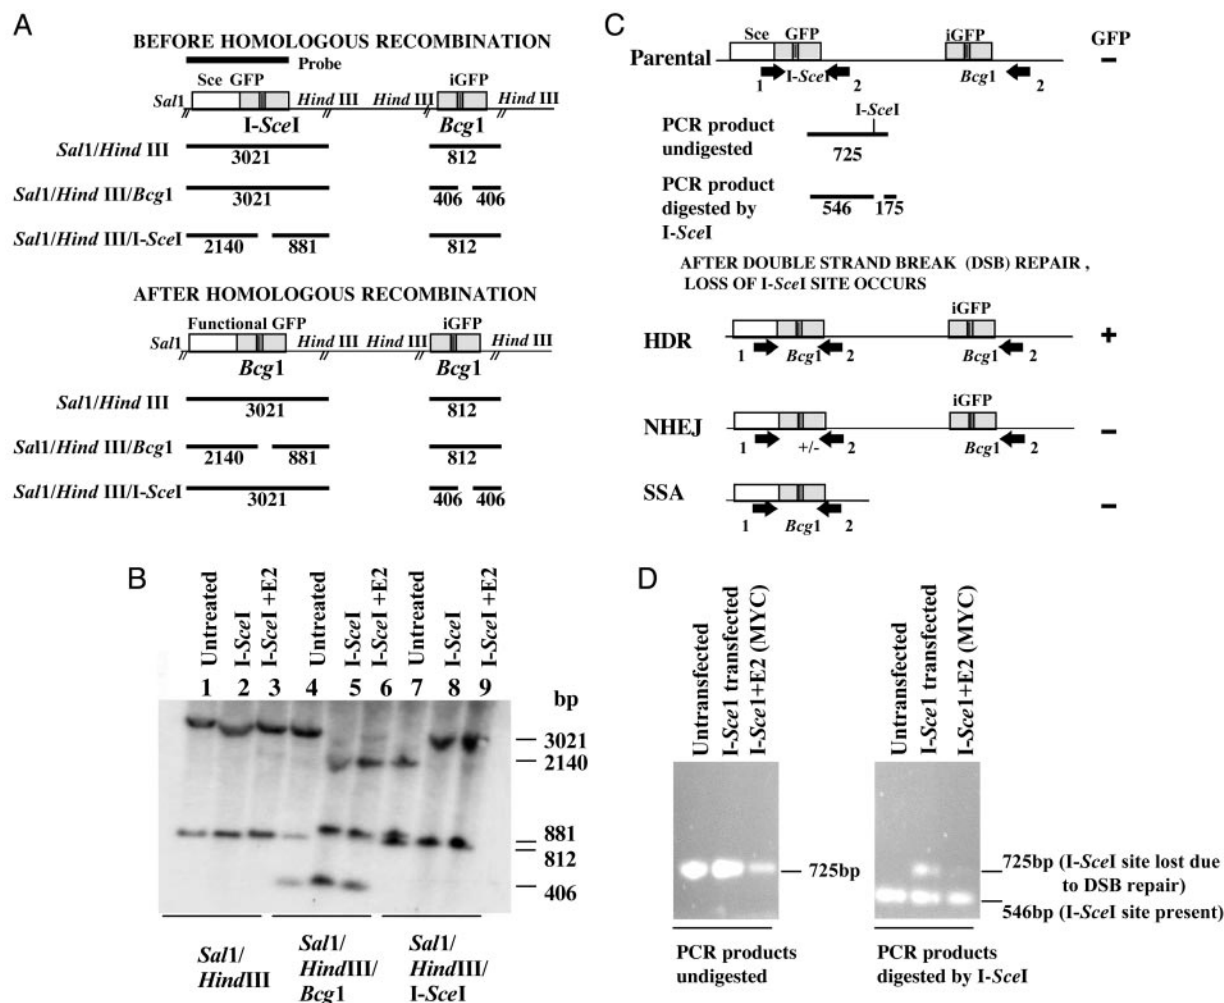 A
BEFORE HOMOLOGOUS RECOMBINATION
Probe
Sce GFP
iGFP
Sal1
Hind III
Hind III
Hind III
I-SceI
Bcg1
Sal1/Hind III
3021
812
Sal1/Hind III/Bcg1
3021
406 406
Sal1/Hind III/I-SceI
2140 881
812
AFTER HOMOLOGOUS RECOMBINATION
Functional GFP
iGFP
Sal1
Hind III
Hind III
Hind III
Bcg1
Bcg1
Sal1/Hind III
3021
812
Sal1/Hind III/Bcg1
2140 881
812
Sal1/Hind III/I-SceI
3021
406 406
B
Untreated
I-SceI
I-SceI +E2
Untreated
I-SceI
I-SceI +E2
Untreated
I-SceI
I-SceI +E2
1 2 3 4 5 6 7 8 9
bp
3021
2140
881
812
406
Sal1/
HindIII
Sal1/
HindIII/
Bcg1
Sal1/
HindIII/
I-SceI
C
Sce GFP
iGFP
GFP
Parental
–
1 I-SceI 2
Bcg1 2
I-SceI
PCR product
undigested
725
PCR product
digested by
I-SceI
546 175
AFTER DOUBLE STRAND BREAK (DSB) REPAIR ,
LOSS OF I-SceI SITE OCCURS
iGFP
HDR
+
1 Bcg1 2
Bcg1 2
iGFP
NHEJ
–
1 +/- 2
Bcg1 2
SSA
–
1 Bcg1 2
D
Untransfected
I-Sce1 transfected
I-Sce1+E2 (MYC)
725bp
PCR products
undigested
Untransfected
I-Sce1 transfected
I-Sce1+E2 (MYC)
725bp (I-SceI site lost due
to DSB repair)
546bp (I-SceI site present)
PCR products
digested by I-SceI